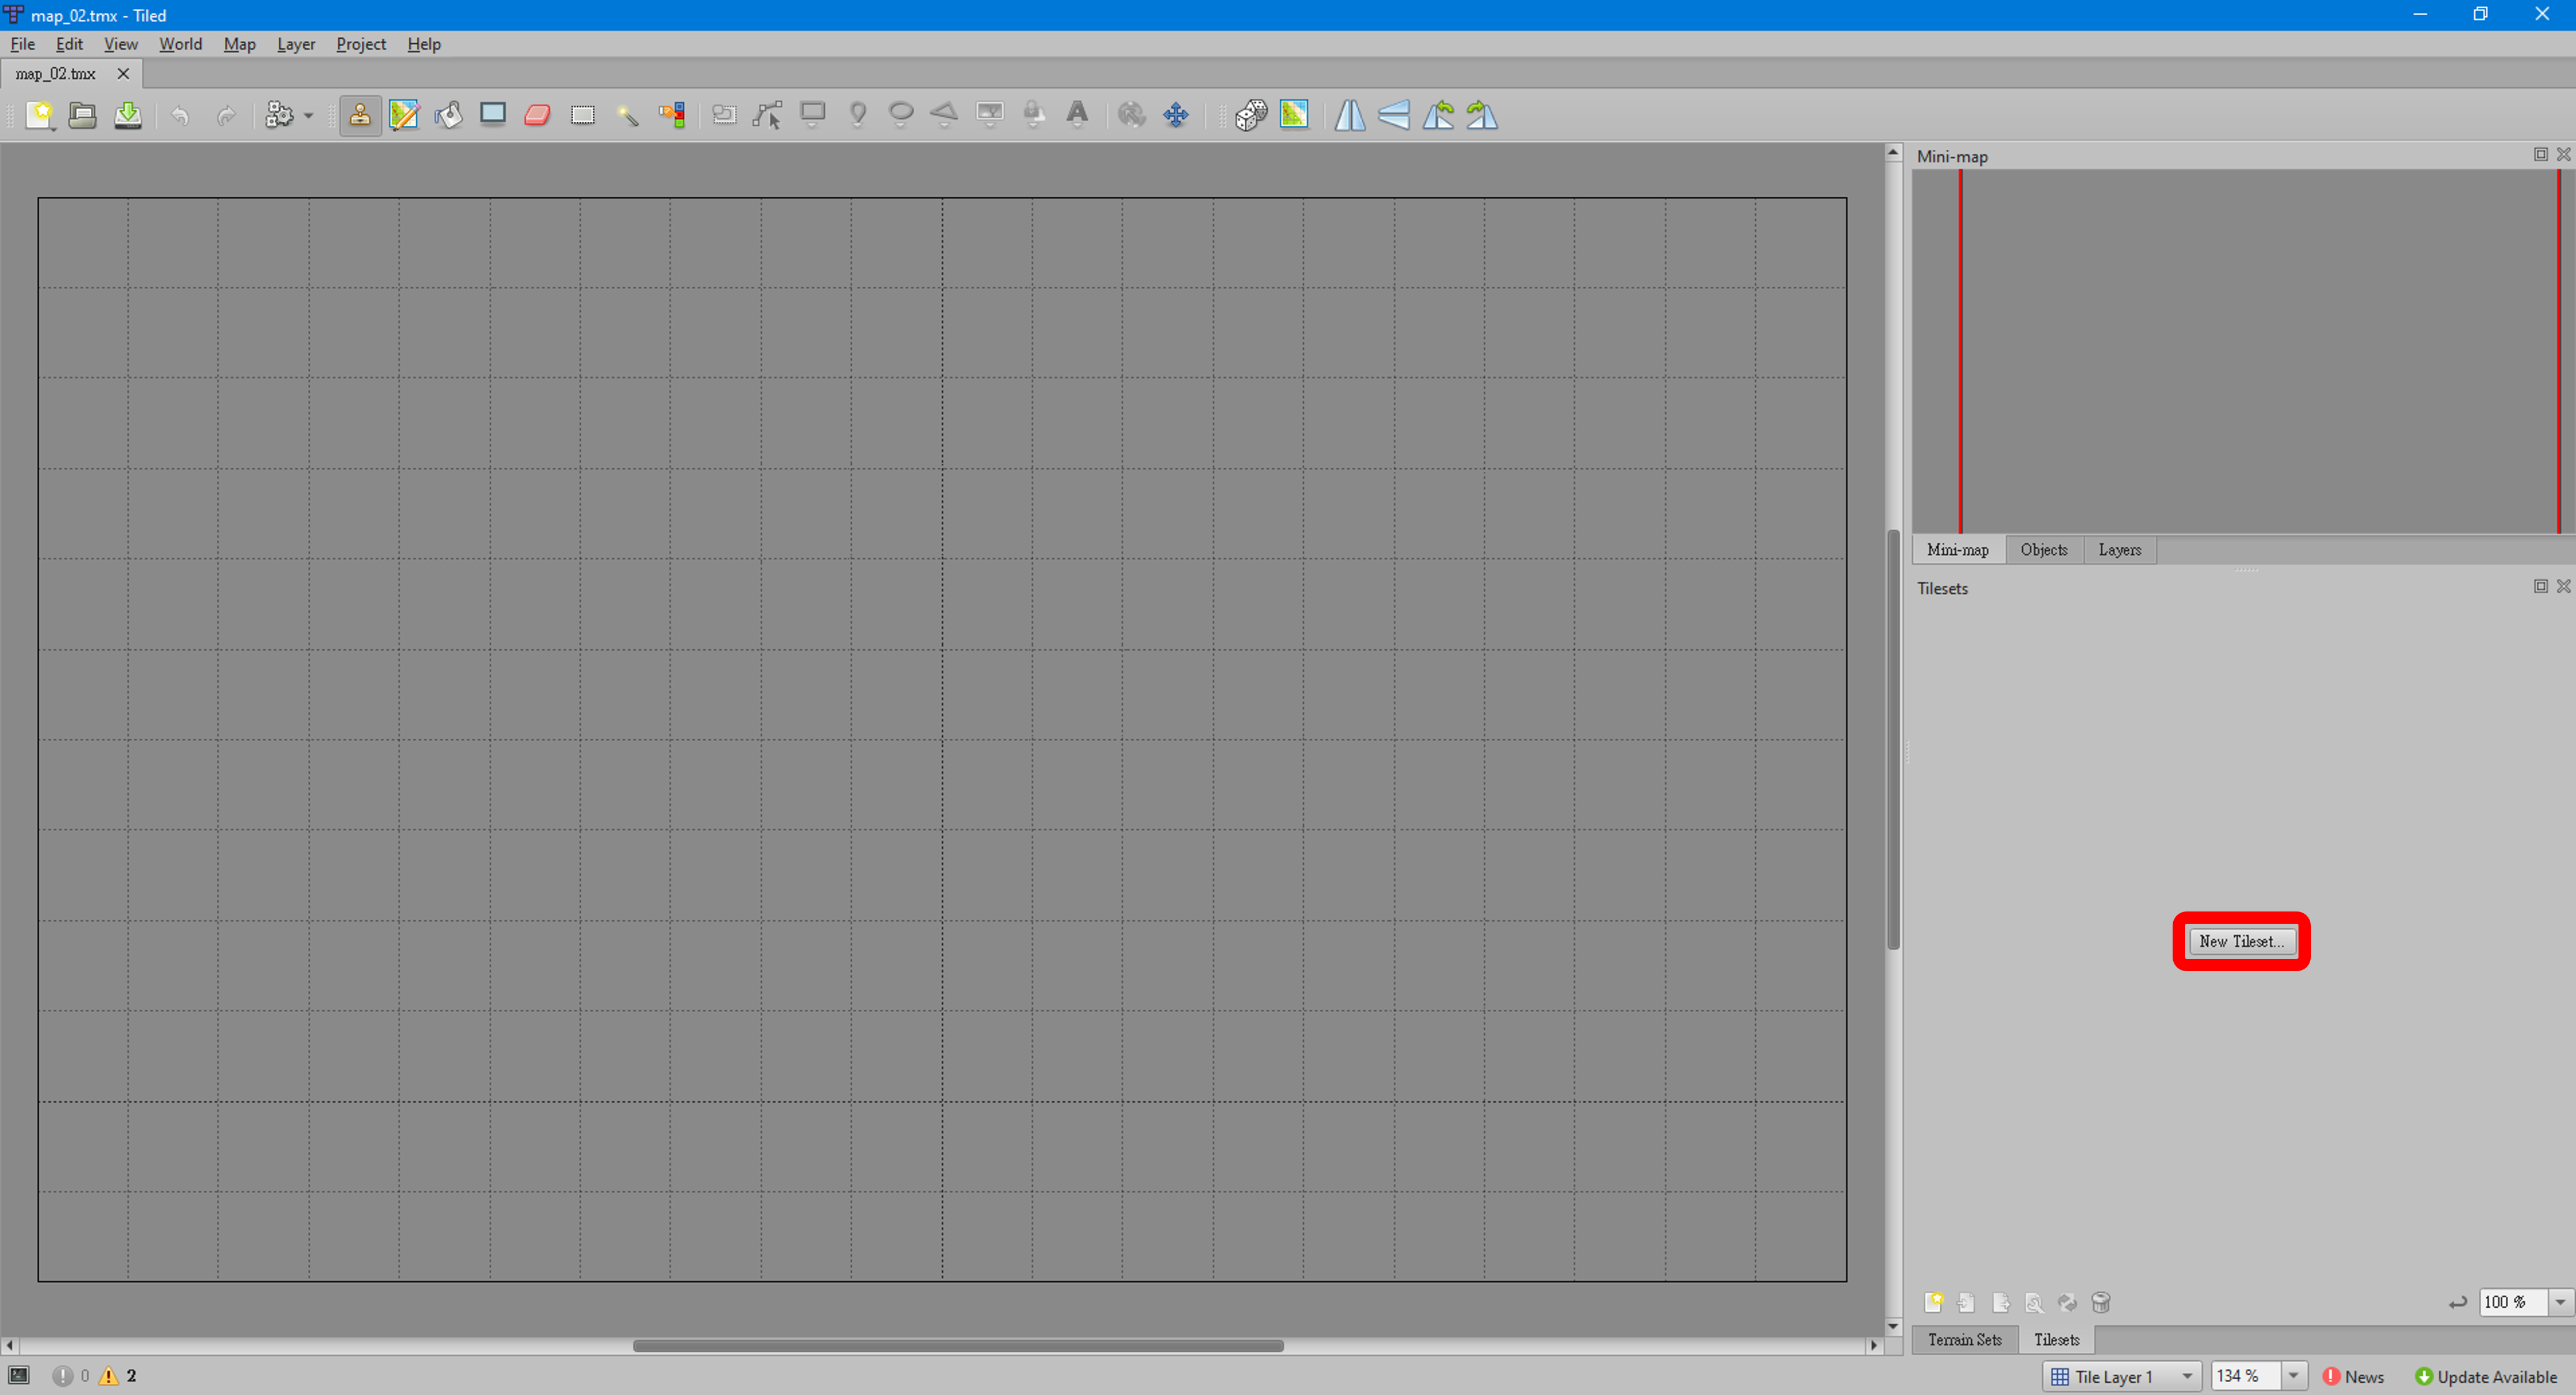 map_02.tmx - Tiled
File Edit View World Map Layer Project Help
map_02.tmx
Mini-map
Mini-map Objects Layers
Tilesets
New Tileset...
100 %
Terrain Sets Tilesets
0 2 Tile Layer 1 134 % News Update Available